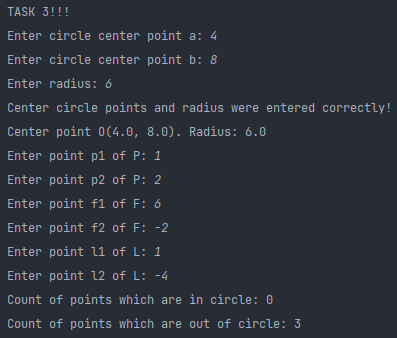 TASK 3!!!
Enter circle center point a: 4
Enter circle center point b: 8
Enter radius: 6
Center circle points and radius were entered correctly!
Center point O(4.0, 8.0). Radius: 6.0
Enter point p1 of P: 1
Enter point p2 of P: 2
Enter point f1 of F: 6
Enter point f2 of F: -2
Enter point l1 of L: 1
Enter point l2 of L: -4
Count of points which are in circle: 0
Count of points which are out of circle: 3